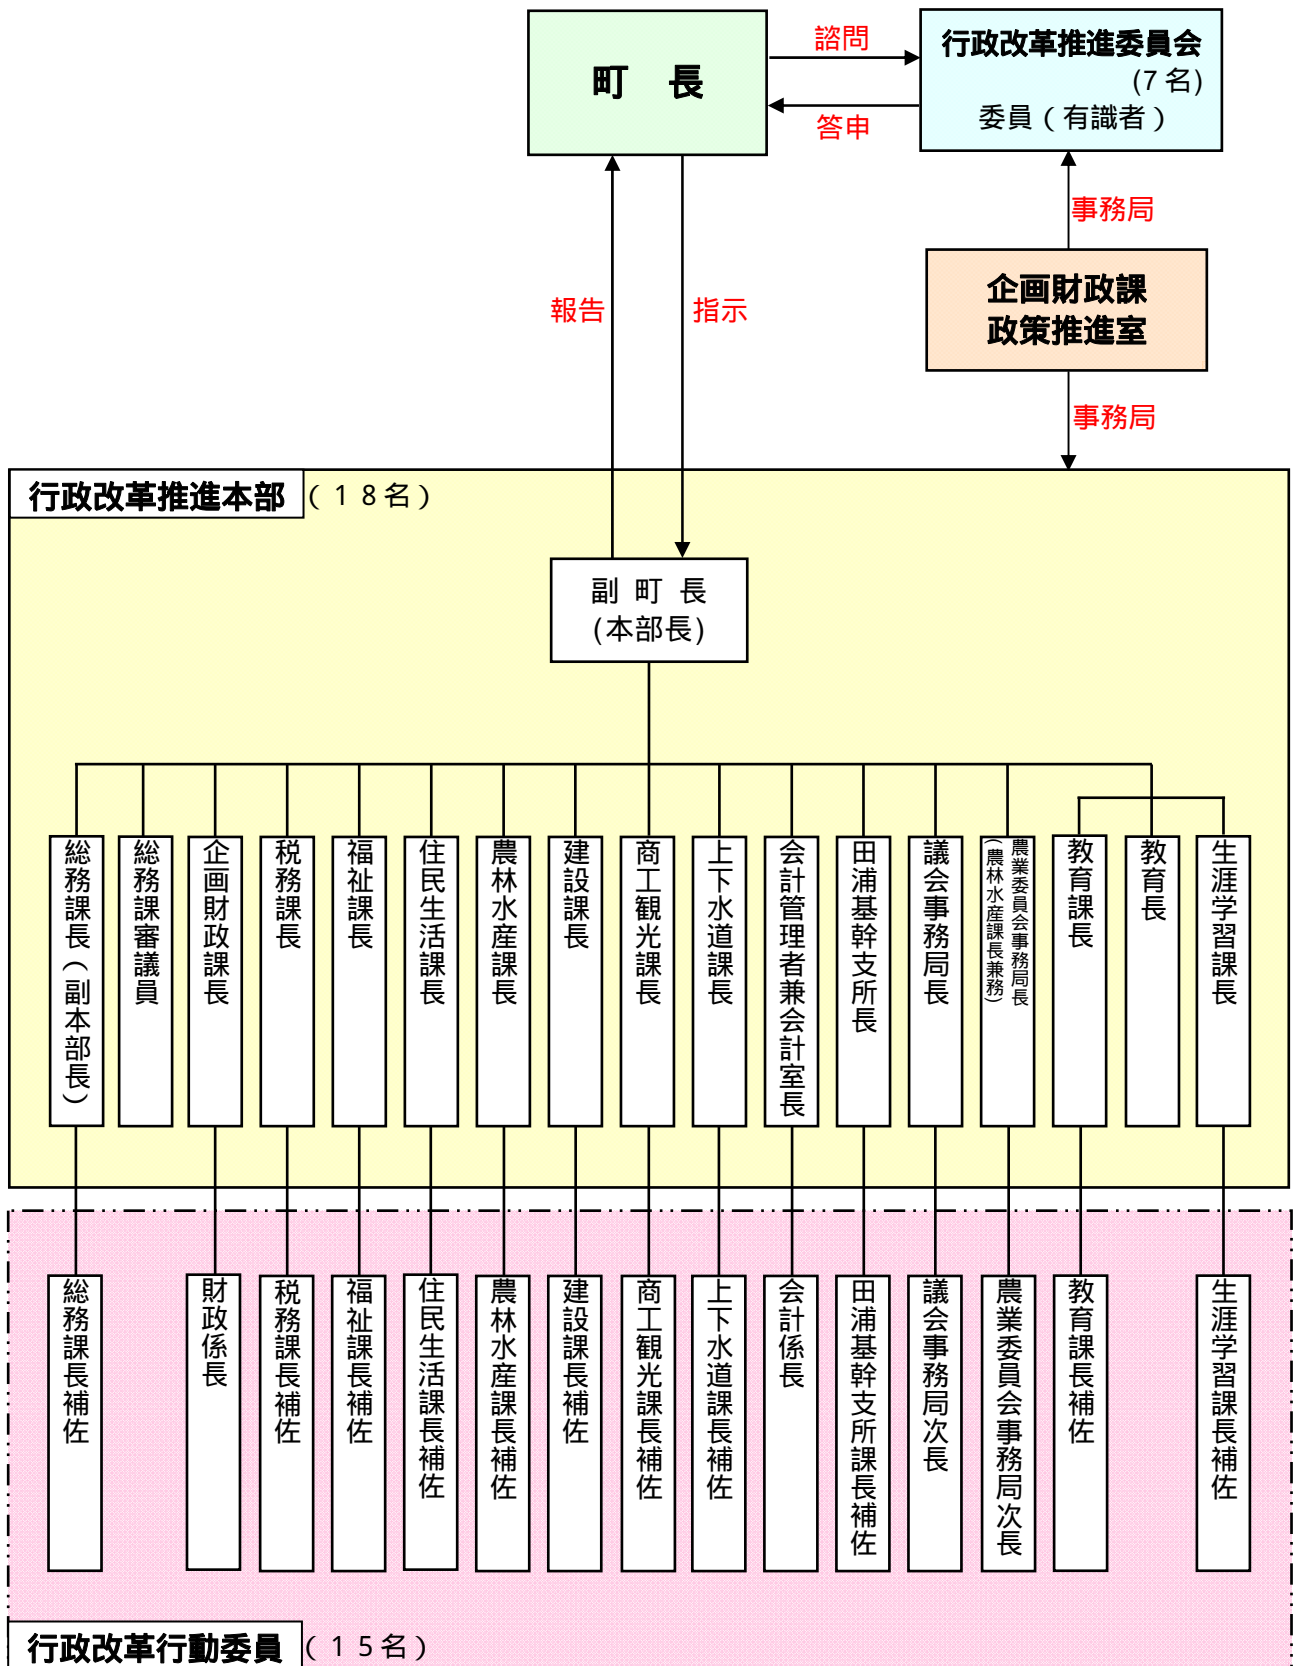 町　長
諮問
答申
行政改革推進委員会
(7名)
委員（有識者）
事務局
企画財政課
政策推進室
事務局
報告
指示
行政改革推進本部
（１８名）
副 町 長
(本部長)
総務課長（副本部長）
総務課審議員
企画財政課長
税務課長
福祉課長
住民生活課長
農林水産課長
建設課長
商工観光課長
上下水道課長
会計管理者兼会計室長
田浦基幹支所長
議会事務局長
農業委員会事務局長
（農林水産課長兼務）
教育課長
教育長
生涯学習課長
総務課長補佐
財政係長
税務課長補佐
福祉課長補佐
住民生活課長補佐
農林水産課長補佐
建設課長補佐
商工観光課長補佐
上下水道課長補佐
会計係長
田浦基幹支所課長補佐
議会事務局次長
農業委員会事務局次長
教育課長補佐
生涯学習課長補佐
行政改革行動委員
（１５名）